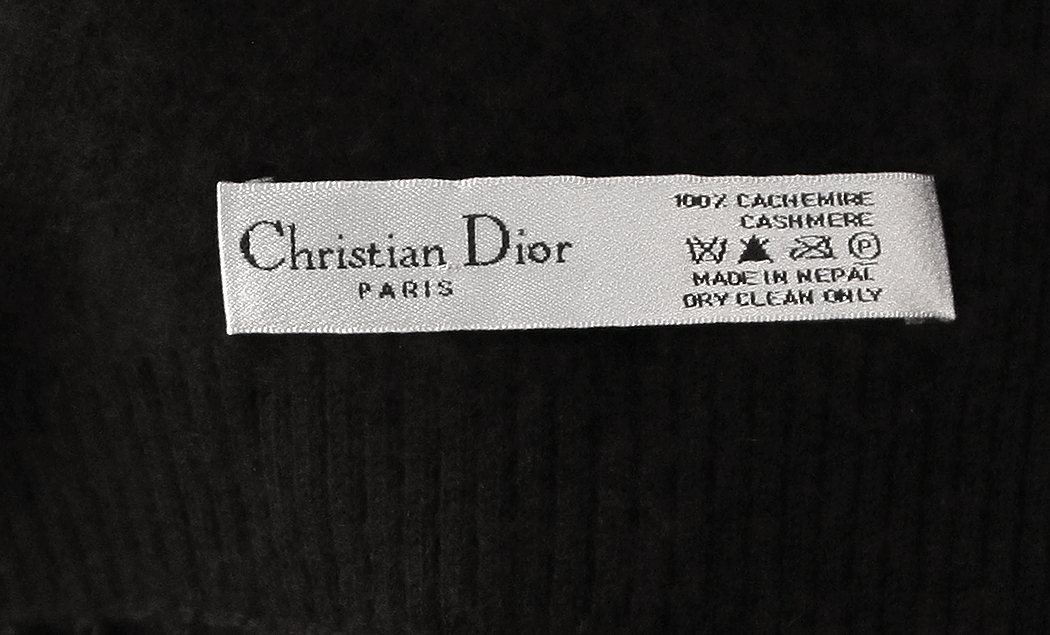 Christian Dior
PARIS
100% CACHEMIRE
CASHMERE
P
MADE IN NEPAL
DRY CLEAN ONLY